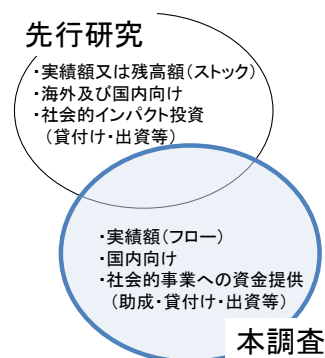 先行研究
・実績額又は残高額(ストック)
・海外及び国内向け
・社会的インパクト投資
(貸付け・出資等)
・実績額(フロー)
・国内向け
・社会的事業への資金提供
(助成・貸付け・出資等)
本調査